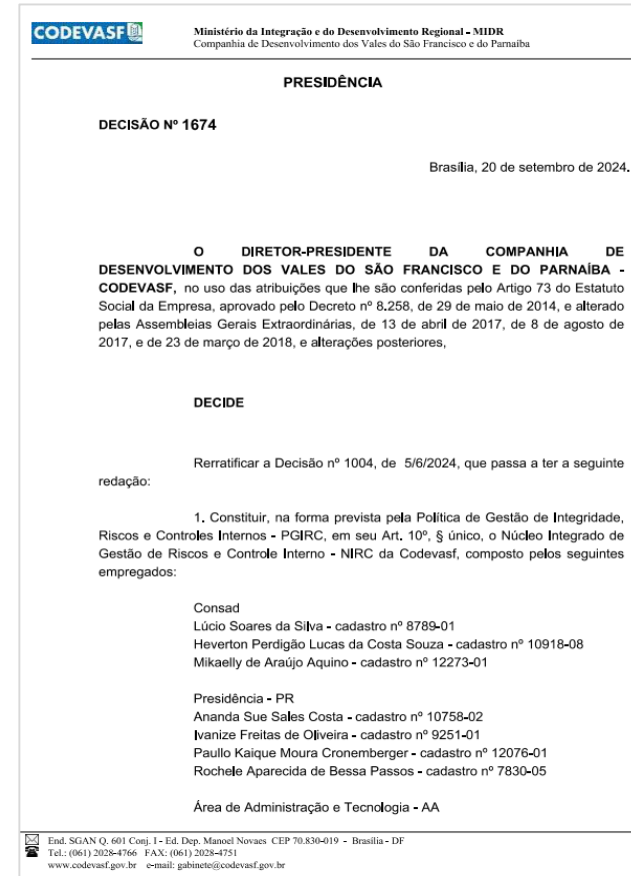 CODEVASF
Ministério da Integração e do Desenvolvimento Regional - MIDR
Companhia de Desenvolvimento dos Vales do São Francisco e do Parnaíba
PRESIDÊNCIA
DECISÃO Nº 1674
Brasília, 20 de setembro de 2024.
O DIRETOR-PRESIDENTE DA COMPANHIA DE
DESENVOLVIMENTO DOS VALES DO SÃO FRANCISCO E DO PARNAÍBA -
CODEVASF, no uso das atribuições que lhe são conferidas pelo Artigo 73 do Estatuto
Social da Empresa, aprovado pelo Decreto nº 8.258, de 29 de maio de 2014, e alterado
pelas Assembleias Gerais Extraordinárias, de 13 de abril de 2017, de 8 de agosto de
2017, e de 23 de março de 2018, e alterações posteriores,
DECIDE
Rerratificar a Decisão nº 1004, de 5/6/2024, que passa a ter a seguinte
redação:
1. Constituir, na forma prevista pela Política de Gestão de Integridade,
Riscos e Controles Internos - PGIRC, em seu Art. 10º, § único, o Núcleo Integrado de
Gestão de Riscos e Controle Interno - NIRC da Codevasf, composto pelos seguintes
empregados:
Consad
Lúcio Soares da Silva - cadastro nº 8789-01
Heverton Perdigão Lucas da Costa Souza - cadastro nº 10918-08
Mikaelly de Araújo Aquino - cadastro nº 12273-01
Presidência - PR
Ananda Sue Sales Costa - cadastro nº 10758-02
Ivanize Freitas de Oliveira - cadastro nº 9251-01
Paullo Kaique Moura Cronemberger - cadastro nº 12076-01
Rochele Aparecida de Bessa Passos - cadastro nº 7830-05
Área de Administração e Tecnologia - AA
End. SGAN Q. 601 Conj. I - Ed. Dep. Manoel Novaes CEP 70.830-019 - Brasília - DF
Tel.: (061) 2028-4766 FAX: (061) 2028-4751
www.codevasf.gov.br e-mail: gabinete@codevasf.gov.br